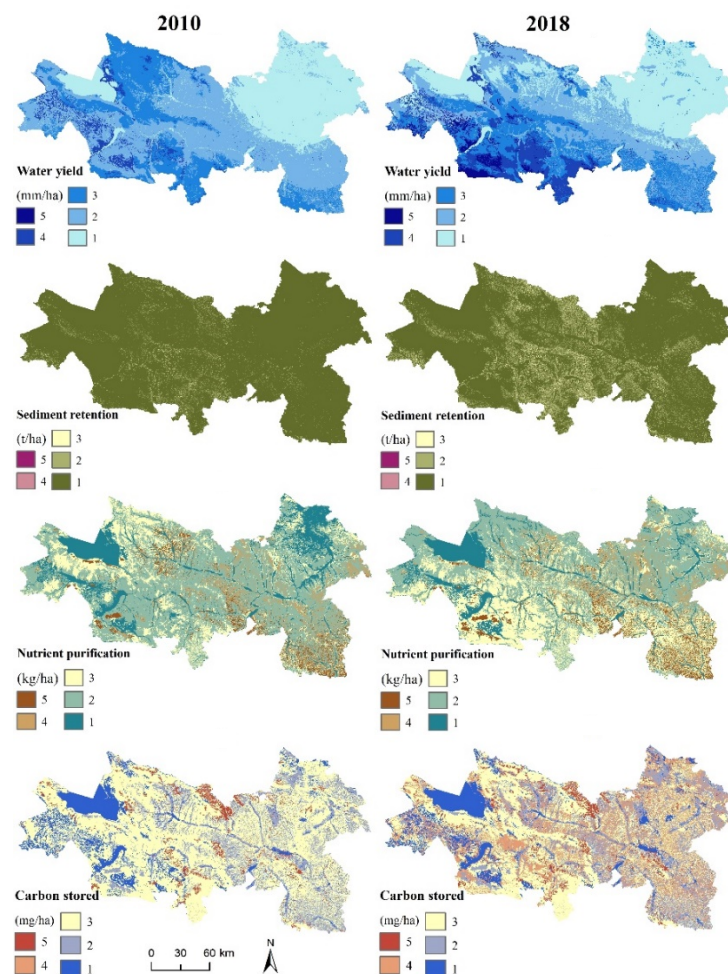 2010
2018
Water yield
(mm/ha) 3
5 2
4 1
Water yield
(mm/ha) 3
5 2
4 1
Sediment retention
(t/ha) 3
5 2
4 1
Sediment retention
(t/ha) 3
5 2
4 1
Nutrient purification
(kg/ha) 3
5 2
4 1
Nutrient purification
(kg/ha) 3
5 2
4 1
Carbon stored
(mg/ha) 3
5 2
4 1
0 30 60 km
N
Carbon stored
(mg/ha) 3
5 2
4 1